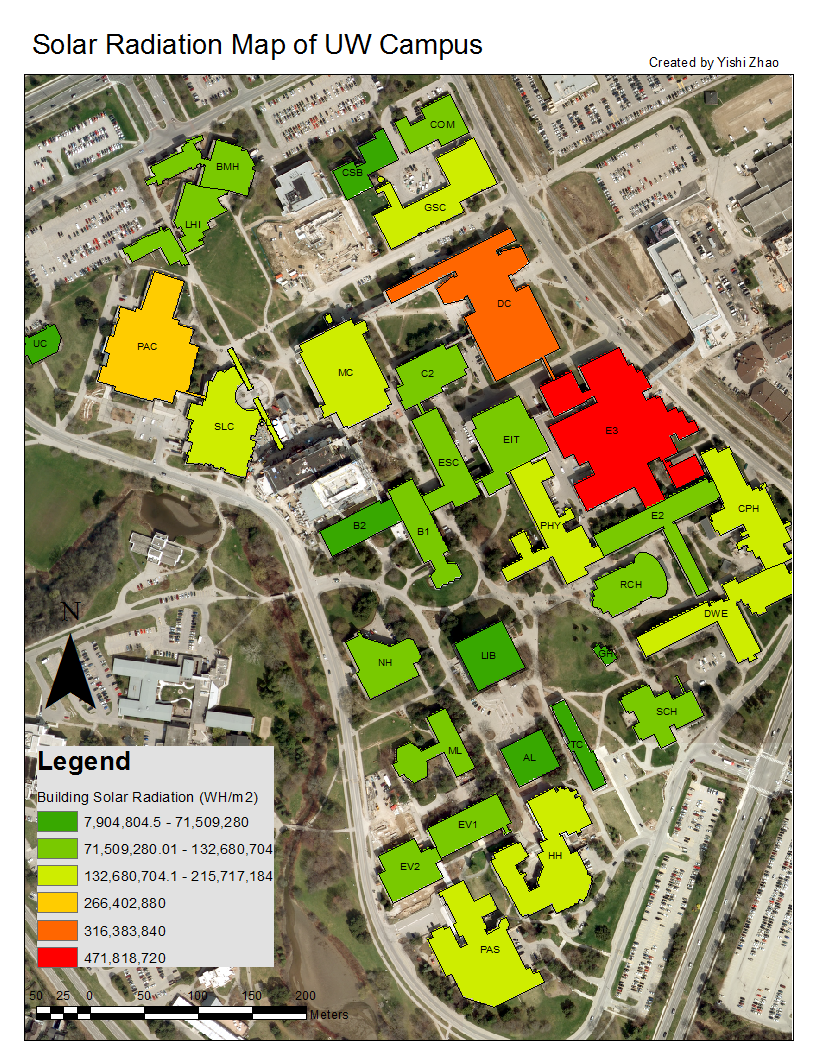 Solar Radiation Map of UW Campus
Created by Yishi Zhao
COM
BMH
CSB
GSC
LHI
DC
UC
PAC
MC
C2
SLC
E3
EIT
ESC
CPH
E2
B2
B1
PHY
RCH
N
DWE
NH
LIB
GH
SCH
TC
ML
AL
EV1
HH
EV2
PAS
Legend
Building Solar Radiation (WH/m2)
7,904,804.5 - 71,509,280
71,509,280.01 - 132,680,704
132,680,704.1 - 215,717,184
266,402,880
316,383,840
471,818,720
50 25 0 50 100 150 200
Meters